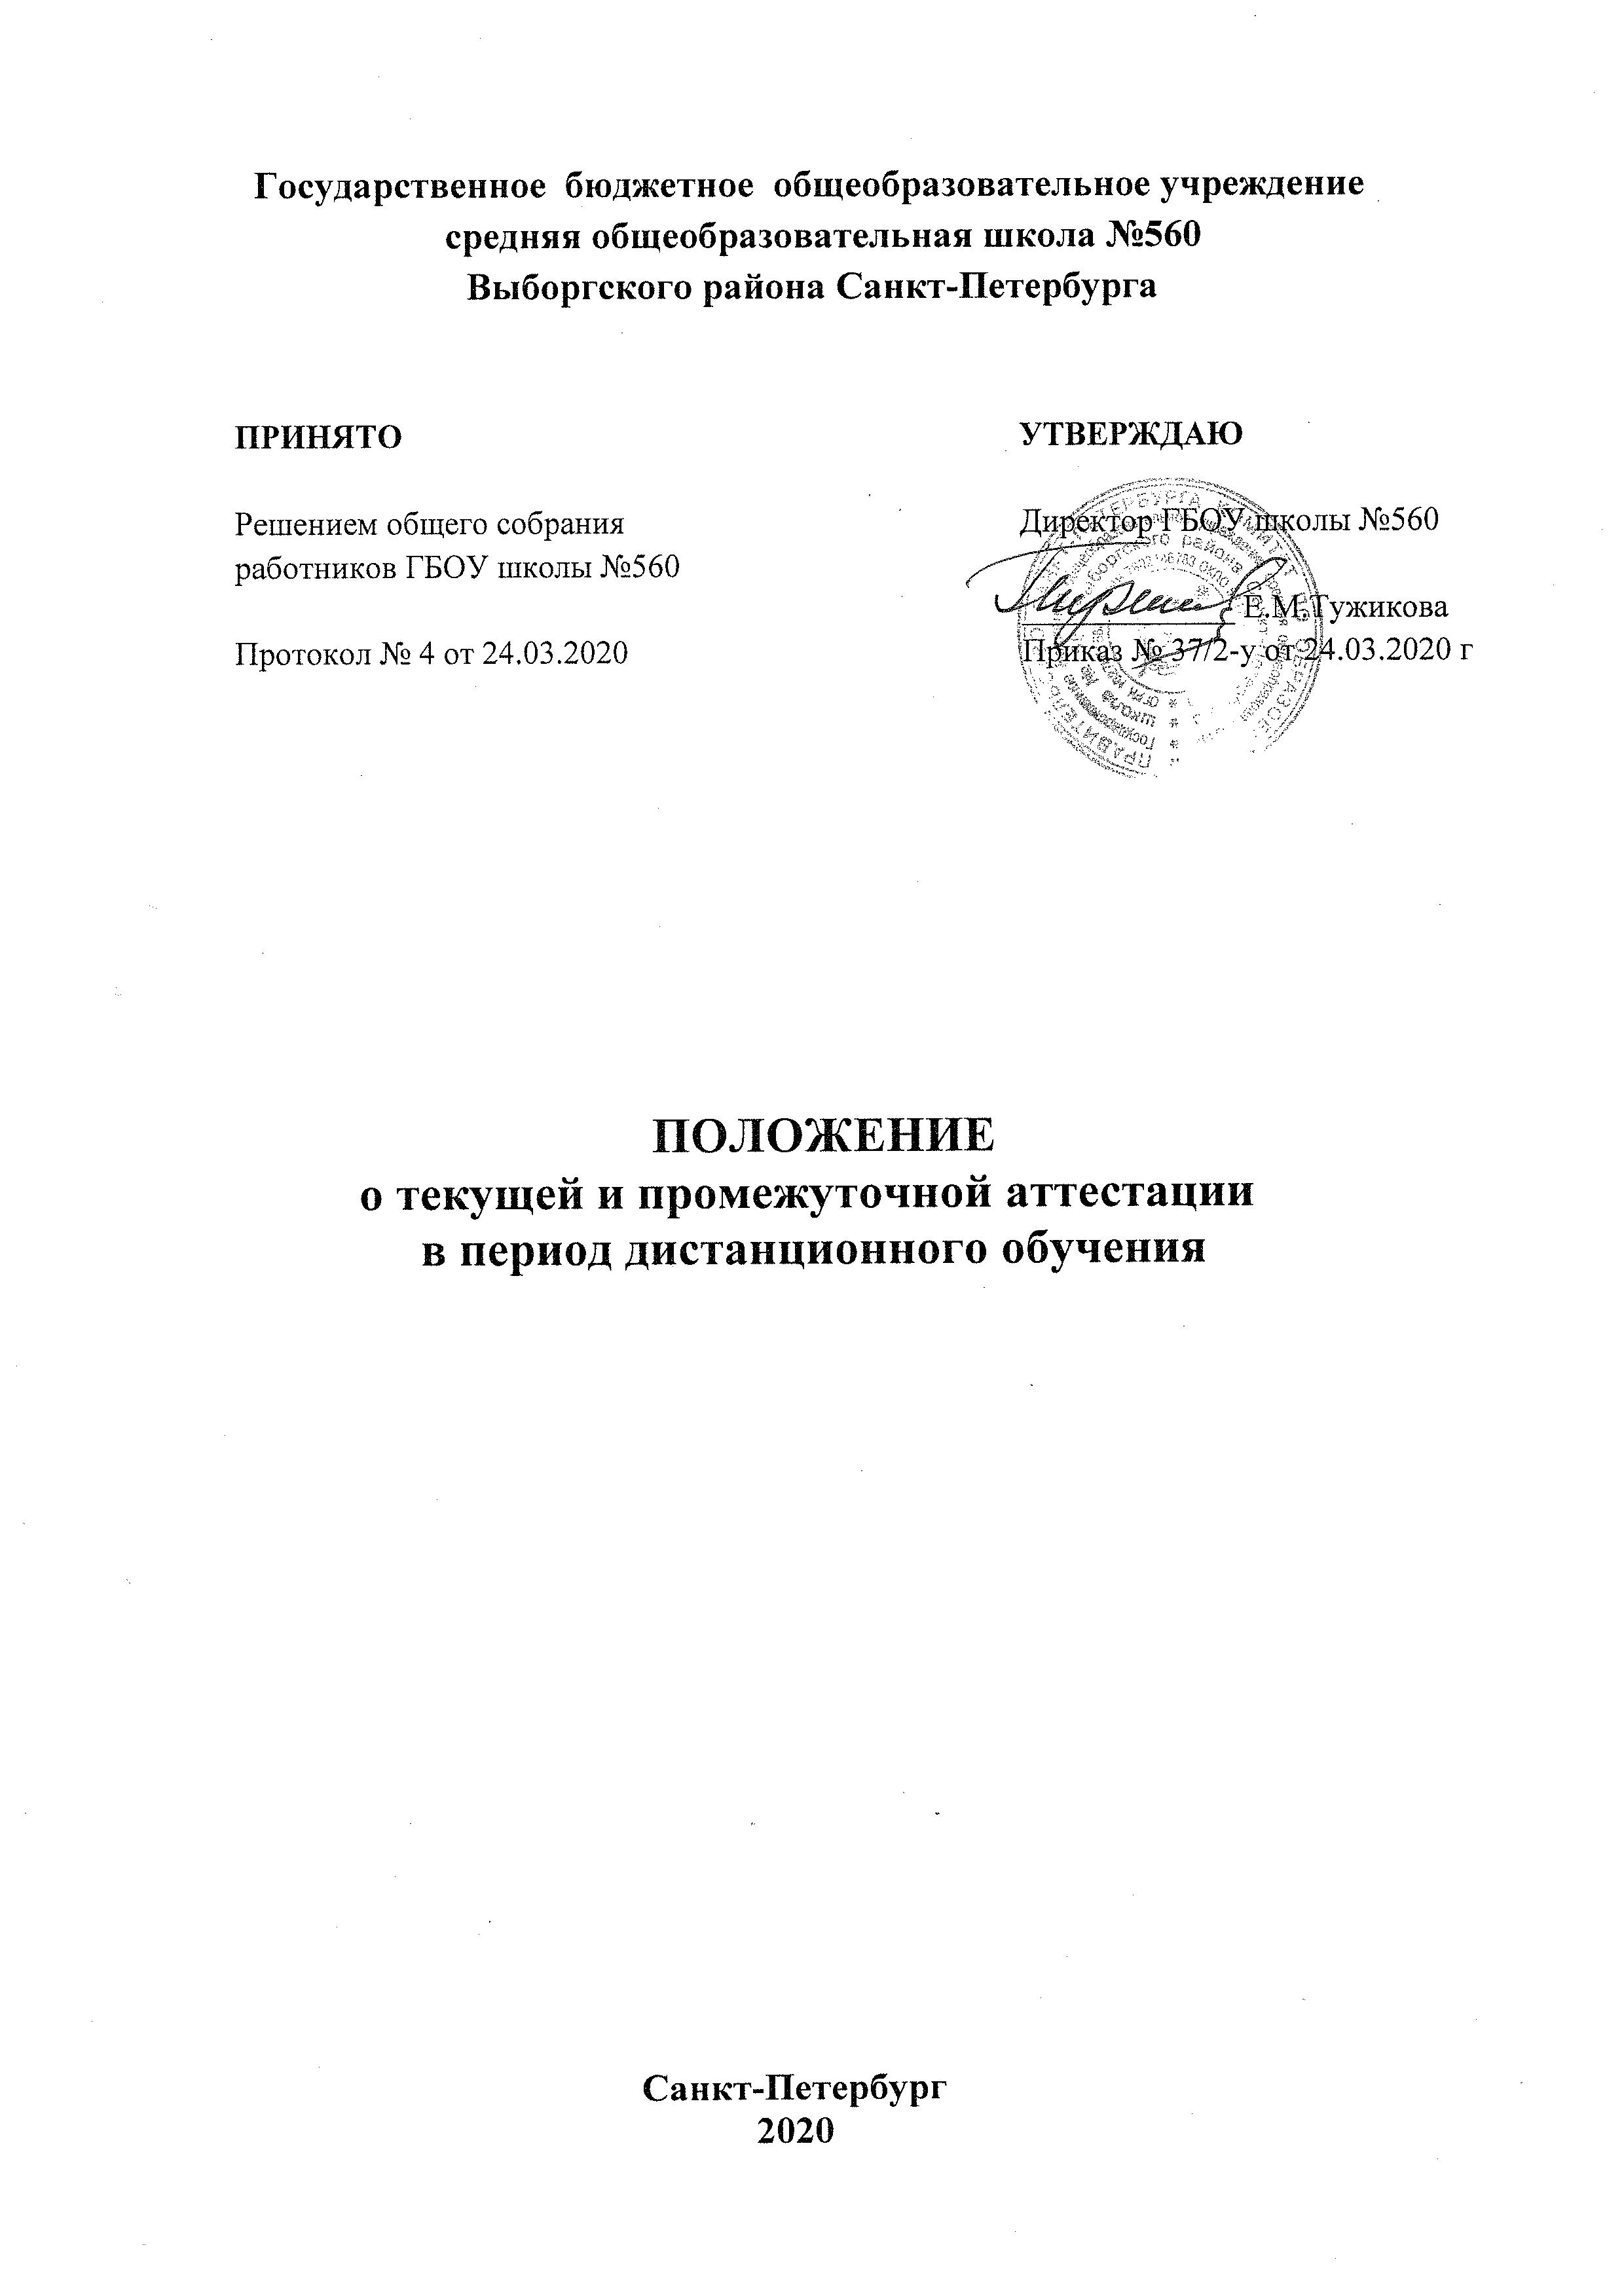 Государственное бюджетное общеобразовательное учреждение
средняя общеобразовательная школа №560
Выборгского района Санкт-Петербурга
ПРИНЯТО
Решением общего собрания
работников ГБОУ школы №560
Протокол № 4 от 24.03.2020
УТВЕРЖДАЮ
Директор ГБОУ школы №560
Е.М.Тужикова
Приказ № 37/2-у от 24.03.2020 г
ПОЛОЖЕНИЕ
о текущей и промежуточной аттестации
в период дистанционного обучения
Санкт-Петербург
2020